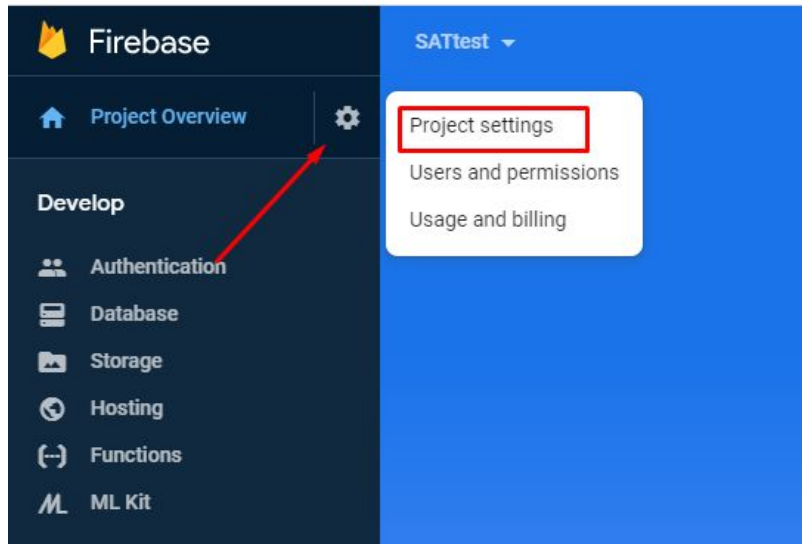 Firebase
SATtest
Project Overview
Project settings
Users and permissions
Usage and billing
Develop
Authentication
Database
Storage
Hosting
Functions
ML Kit